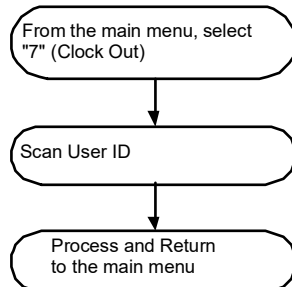 From the main menu, select
"7" (Clock Out)
Scan User ID
Process and Return
to the main menu